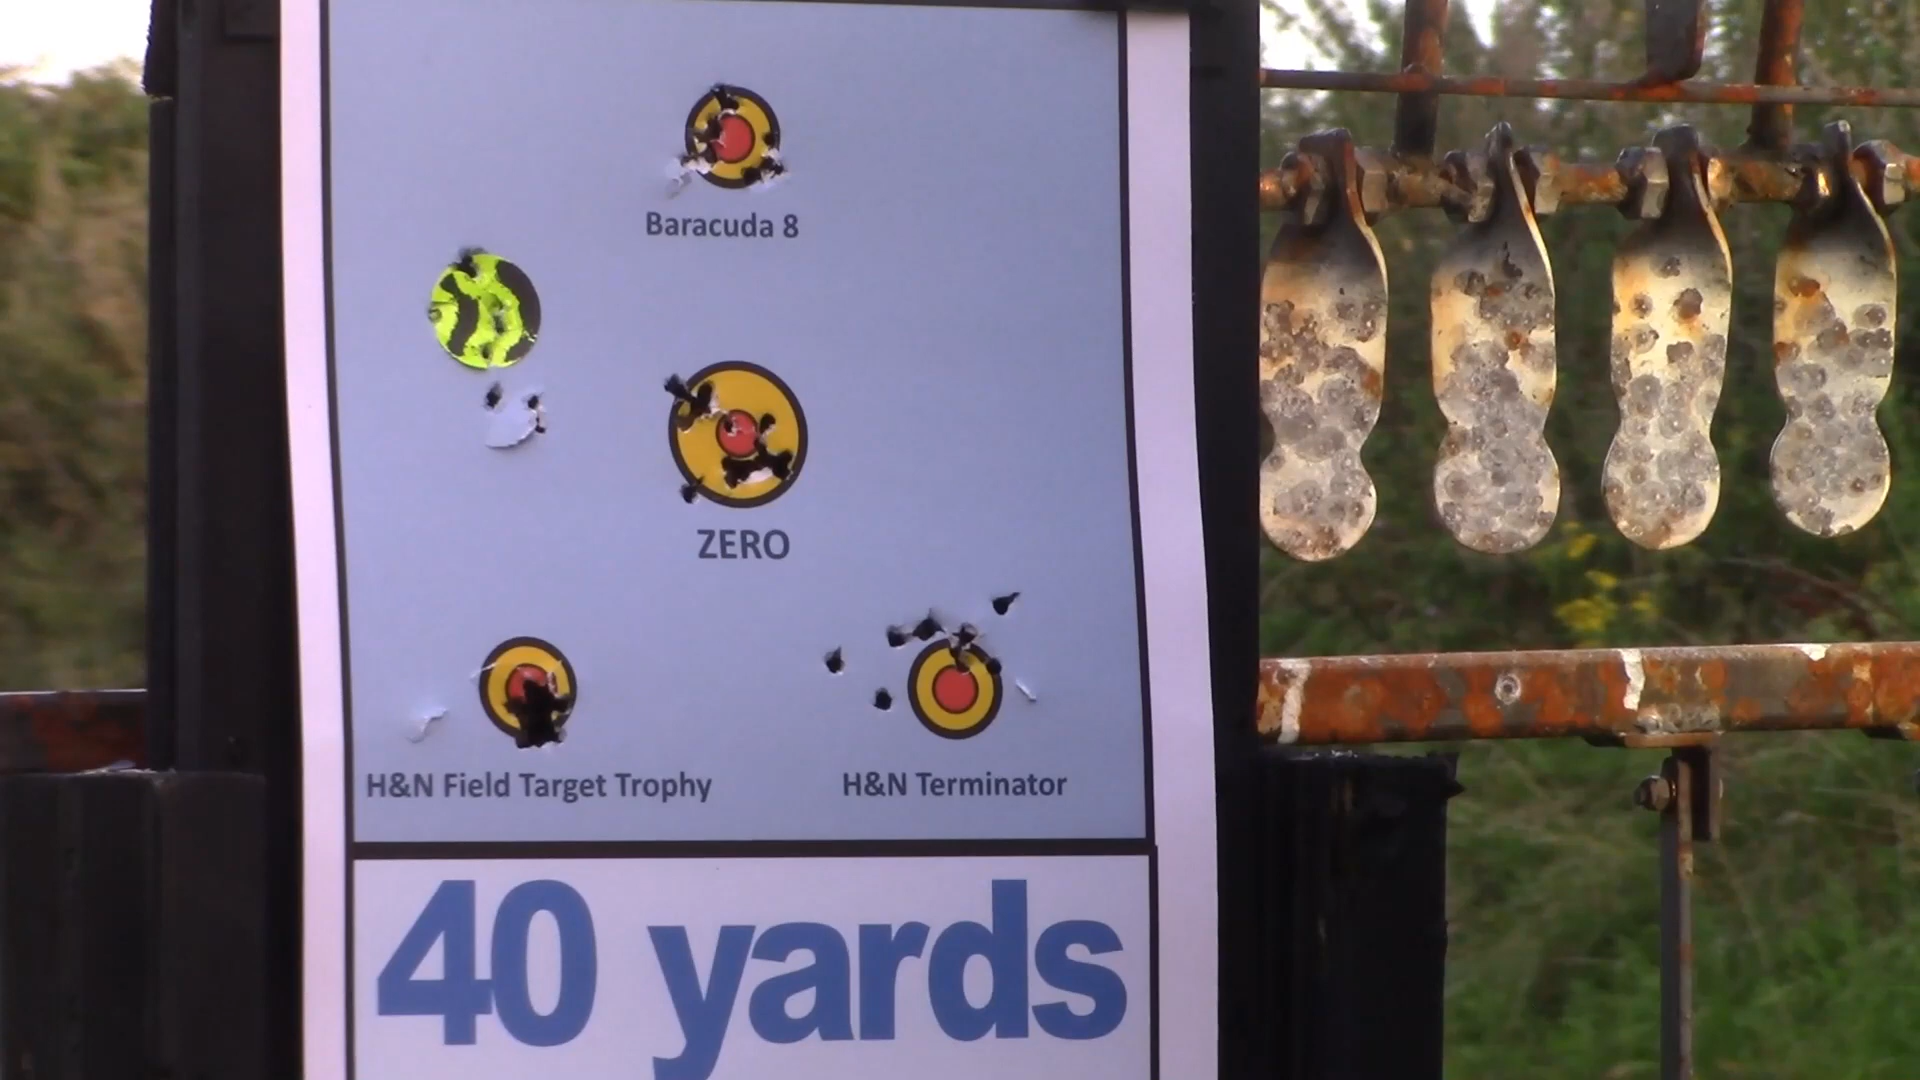 Baracuda 8
ZERO
H&N Field Target Trophy
H&N Terminator
40 yards